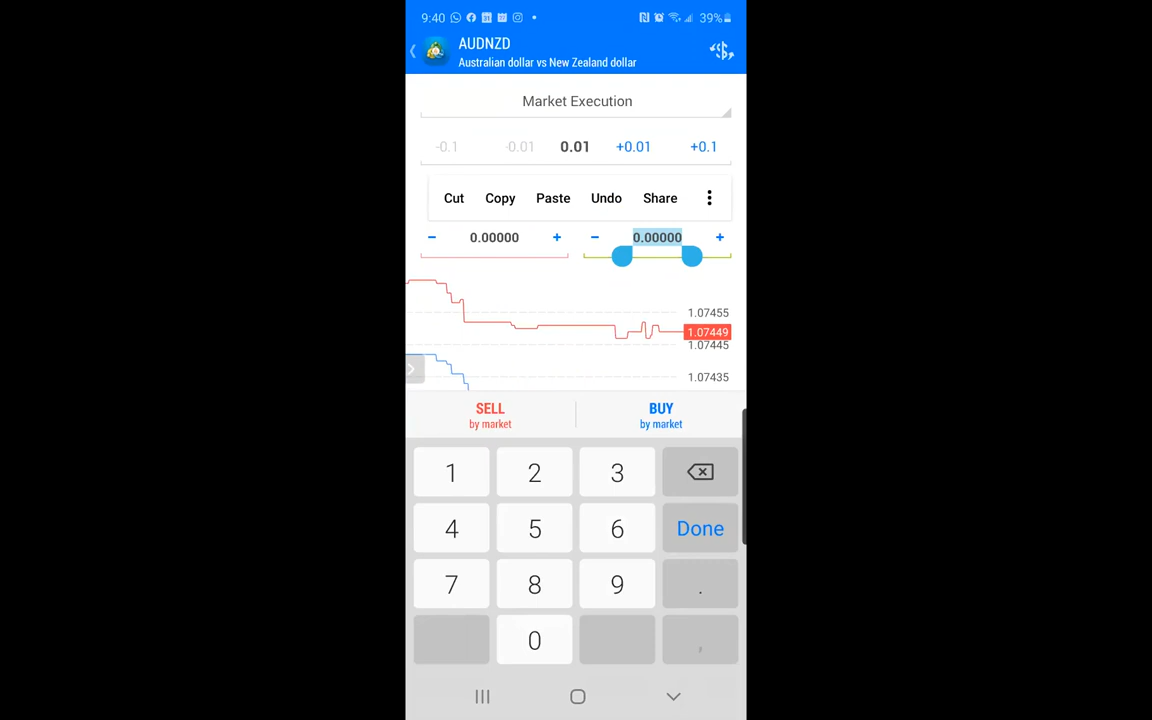 9:40 39%
AUDNZD
Australian dollar vs New Zealand dollar
Market Execution
-0.1 -0.01 0.01 +0.01 +0.1
Cut Copy Paste Undo Share
− 0.00000 + − 0.00000 +
1.07455
1.07449
1.07445
1.07435
SELL BUY
by market by market
1 2 3
4 5 6 Done
7 8 9 .
0 ,